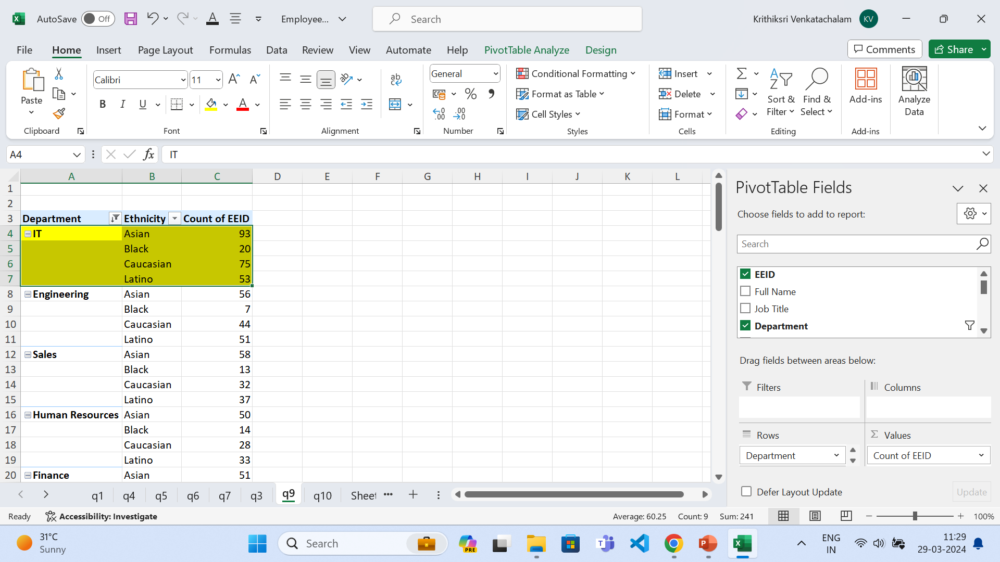 AutoSave Off Employee... Search Krithiksri Venkatachalam KV
File Home Insert Page Layout Formulas Data Review View Automate Help PivotTable Analyze Design Comments Share
Paste
Calibri 11
B I U
ab
General
% ,
Conditional Formatting
Format as Table
Cell Styles
Insert
Delete
Format
Sort & Filter
Find & Select
Add-ins
Analyze Data
Clipboard Font Alignment Number Styles Cells Editing Add-ins
A4 fx IT
A B C D E F G H I J K L
1
2
3 Department Ethnicity Count of EEID
4 IT Asian 93
5 Black 20
6 Caucasian 75
7 Latino 53
8 Engineering Asian 56
9 Black 7
10 Caucasian 44
11 Latino 51
12 Sales Asian 58
13 Black 13
14 Caucasian 32
15 Latino 37
16 Human Resources Asian 50
17 Black 14
18 Caucasian 28
19 Latino 33
20 Finance Asian 51
PivotTable Fields
Choose fields to add to report:
Search
EEID
Full Name
Job Title
Department
Drag fields between areas below:
Filters Columns
Rows Σ Values
Department Count of EEID
Defer Layout Update Update
q1 q4 q5 q6 q7 q3 q9 q10 Sheet ...
Ready Accessibility: Investigate Average: 60.25 Count: 9 Sum: 241 100%
31°C
Sunny
Search
PRE
ENG
IN
11:29
29-03-2024